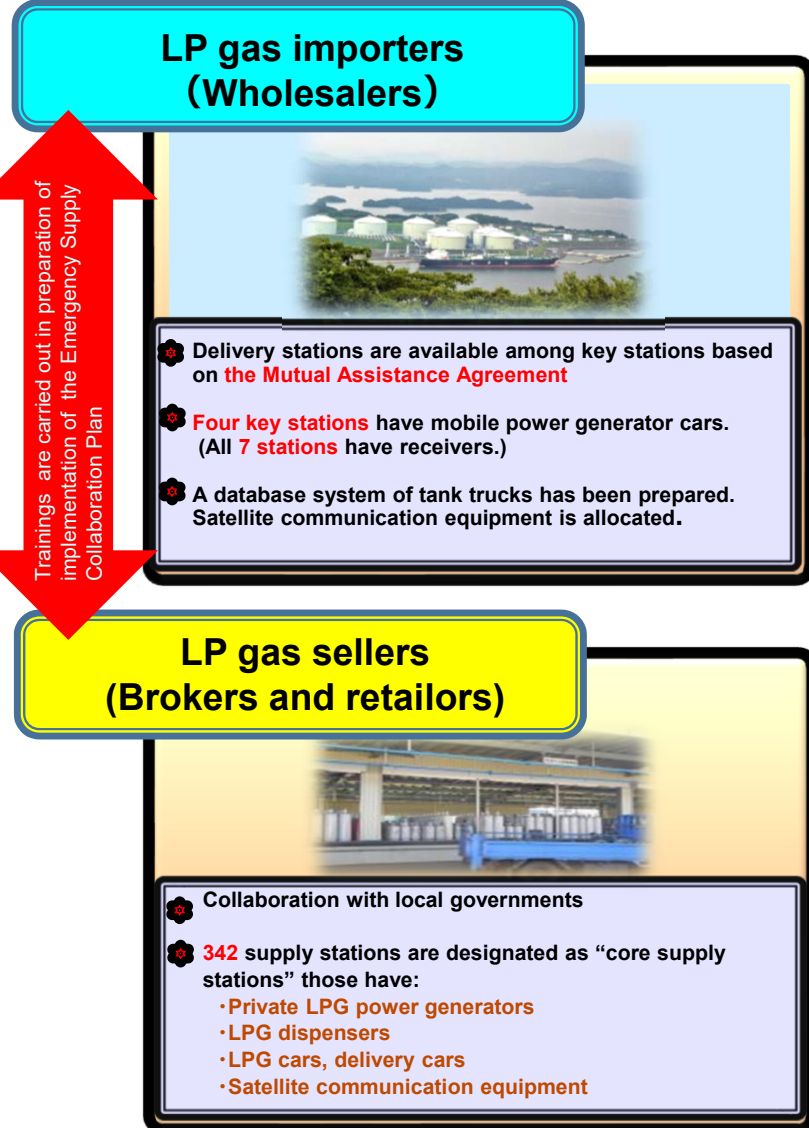 LP gas importers
(Wholesalers)
Trainings are carried out in preparation of
implementation of the Emergency Supply
Collaboration Plan
Delivery stations are available among key stations based
on the Mutual Assistance Agreement
Four key stations have mobile power generator cars.
(All 7 stations have receivers.)
A database system of tank trucks has been prepared.
Satellite communication equipment is allocated.
LP gas sellers
(Brokers and retailors)
Collaboration with local governments
342 supply stations are designated as “core supply
stations” those have:
・Private LPG power generators
・LPG dispensers
・LPG cars, delivery cars
・Satellite communication equipment